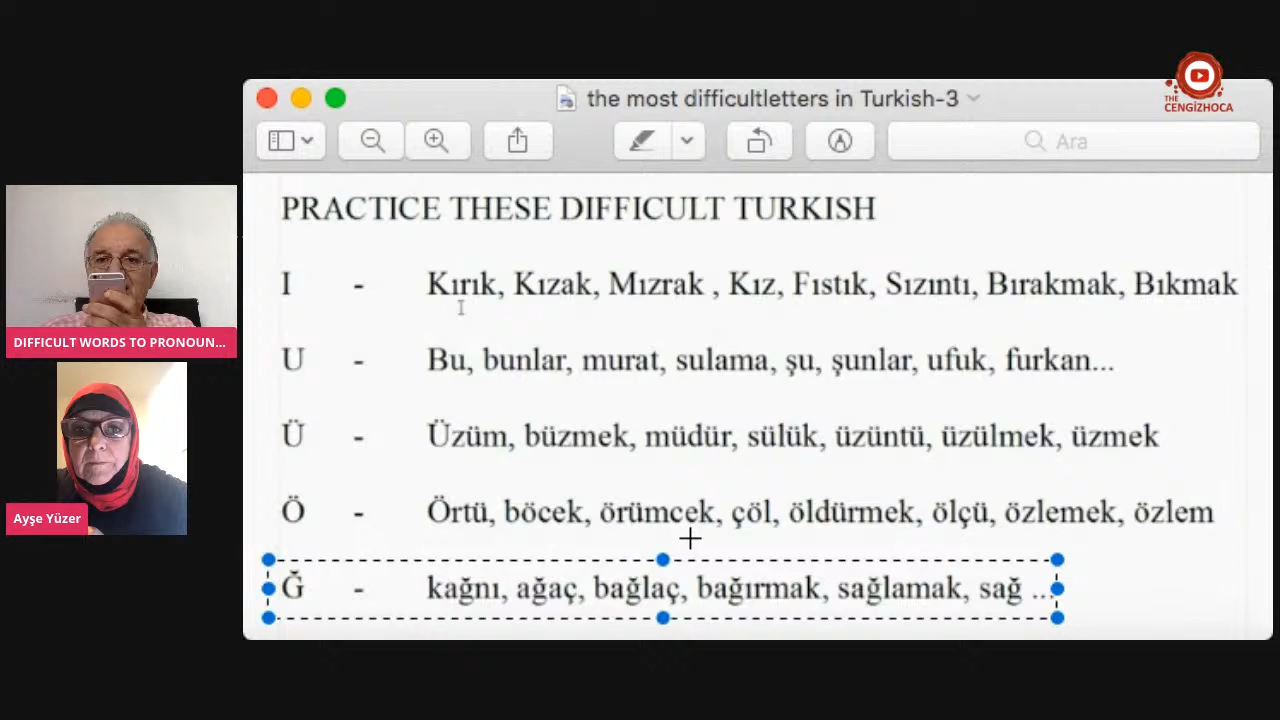 THE
CENGİZHOCA
the most difficultletters in Turkish-3
Ara
PRACTICE THESE DIFFICULT TURKISH
I - Kırık, Kızak, Mızrak , Kız, Fıstık, Sızıntı, Bırakmak, Bıkmak
U - Bu, bunlar, murat, sulama, şu, şunlar, ufuk, furkan...
Ü - Üzüm, büzmek, müdür, sülük, üzüntü, üzülmek, üzmek
Ö - Örtü, böcek, örümcek, çöl, öldürmek, ölçü, özlemek, özlem
Ğ - kağnı, ağaç, bağlaç, bağırmak, sağlamak, sağ ...
DIFFICULT WORDS TO PRONOUN...
Ayşe Yüzer